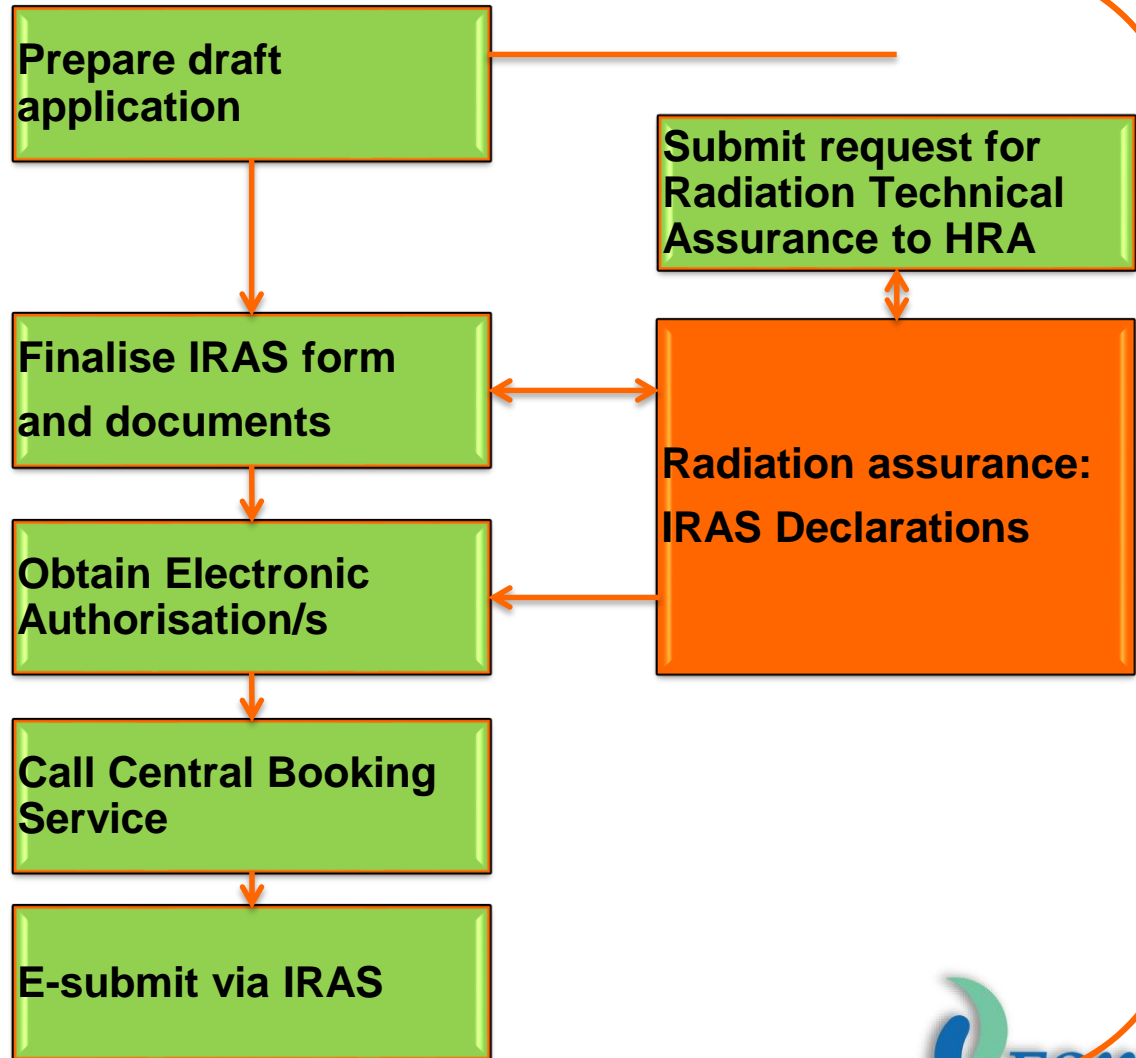 Prepare draft
application
Submit request for
Radiation Technical
Assurance to HRA
Finalise IRAS form
and documents
Radiation assurance:
IRAS Declarations
Obtain Electronic
Authorisation/s
Call Central Booking
Service
E-submit via IRAS